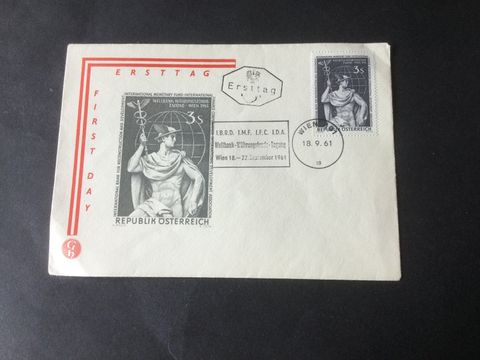 ERSTTAG
FIRST DAY
INTERNATIONAL MONETARY FUND · INTERNATIONAL
WELTBANK, WÄHRUNGSFONDS
TAGUNG · WIEN 1961
3s
REPUBLIK ÖSTERREICH
Ersttag
I.B.R.D. I.M.F. I.F.C. I.D.A.
Weltbank-Währungsfonds-Tagung
Wien 18.–22. September 1961
WIEN
18.9.61
3s
REPUBLIK ÖSTERREICH